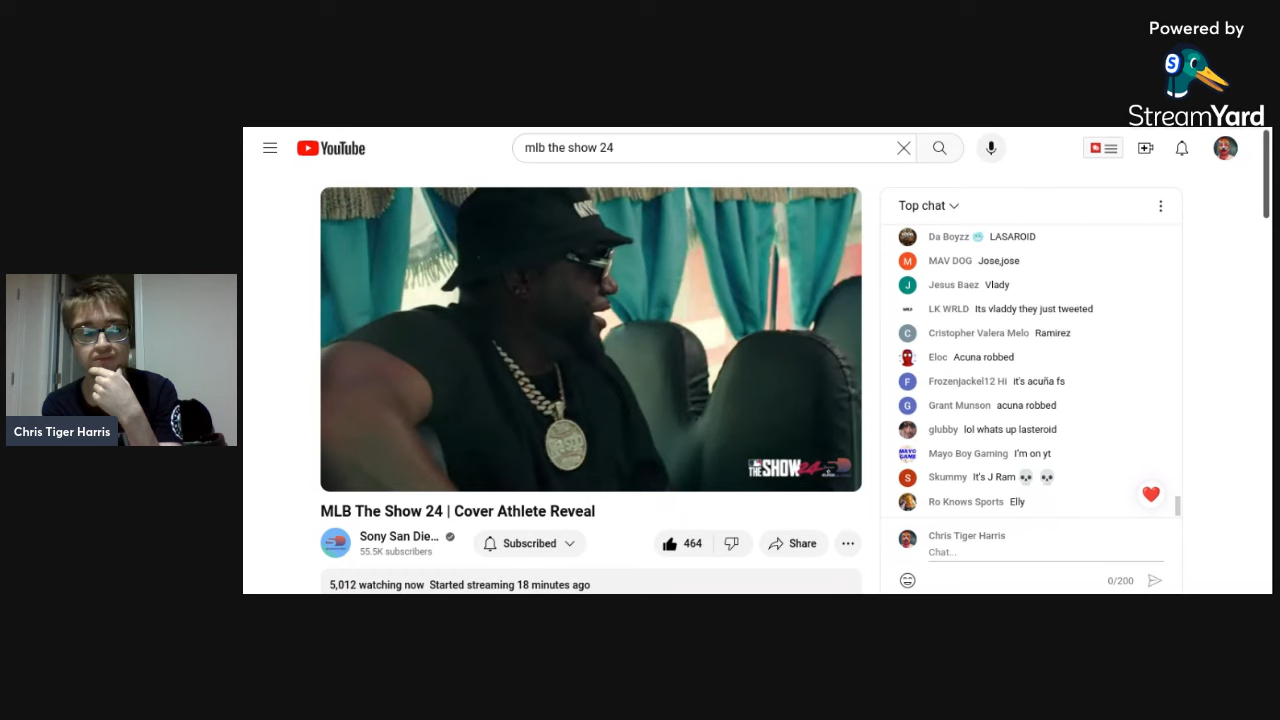 Powered by
S
StreamYard
YouTube
mlb the show 24
THE SHOW 24
MLB The Show 24 | Cover Athlete Reveal
Sony San Die...
55.5K subscribers
Subscribed
464
Share
5,012 watching now Started streaming 18 minutes ago
Top chat
Da Boyzz LASAROID
M MAV DOG Jose,jose
J Jesus Baez Vlady
LK WRLD Its vladdy they just tweeted
C Cristopher Valera Melo Ramirez
Eloc Acuna robbed
F Frozenjackel12 Hi it's acuña fs
G Grant Munson acuna robbed
glubby lol whats up lasteroid
MAYO GAME Mayo Boy Gaming I'm on yt
S Skummy It's J Ram
Ro Knows Sports Elly
Chris Tiger Harris
Chat...
0/200
Chris Tiger Harris